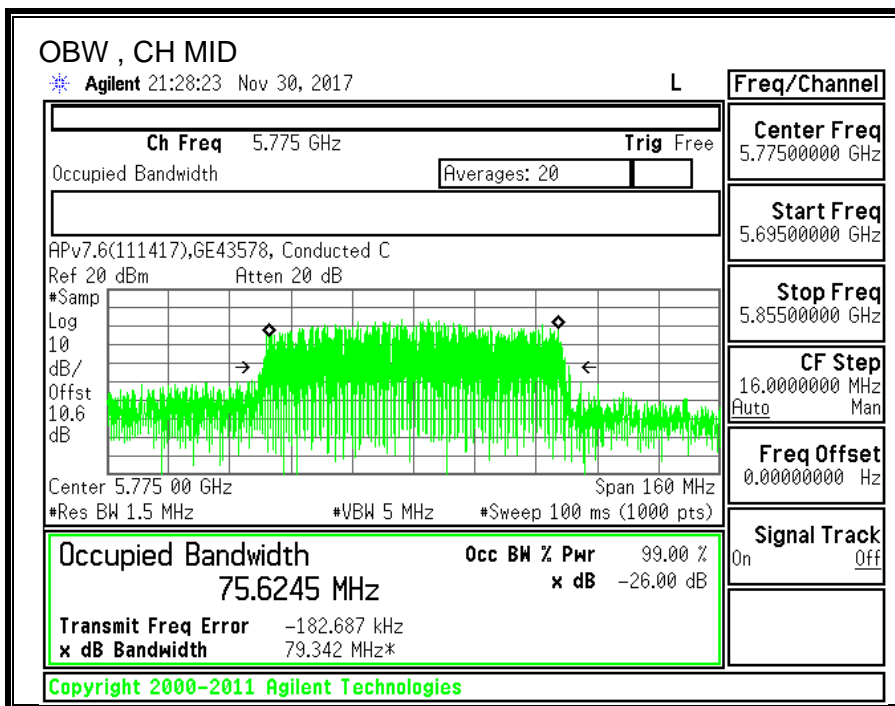 OBW , CH MID
Agilent 21:28:23 Nov 30, 2017 L
Freq/Channel
Ch Freq 5.775 GHz Trig Free
Occupied Bandwidth Averages: 20
APv7.6(111417),GE43578, Conducted C
Ref 20 dBm Atten 20 dB
#Samp
Log
10
dB/
Offst
10.6
dB
Center 5.775 00 GHz Span 160 MHz
#Res BW 1.5 MHz #VBW 5 MHz #Sweep 100 ms (1000 pts)
Occupied Bandwidth Occ BW % Pwr 99.00 %
75.6245 MHz x dB -26.00 dB
Transmit Freq Error -182.687 kHz
x dB Bandwidth 79.342 MHz*
Copyright 2000-2011 Agilent Technologies
Center Freq
5.77500000 GHz
Start Freq
5.69500000 GHz
Stop Freq
5.85500000 GHz
CF Step
16.0000000 MHz
Auto Man
Freq Offset
0.00000000 Hz
Signal Track
On Off